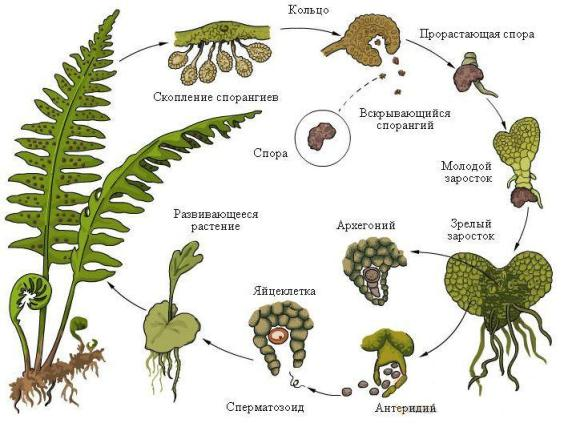 Кольцо
Прорастающая спора
Скопление спорангиев
Вскрывающийся
спорангий
Спора
Молодой
заросток
Развивающееся
растение
Архегоний
Зрелый
заросток
Яйцеклетка
Сперматозоид
Антеридий